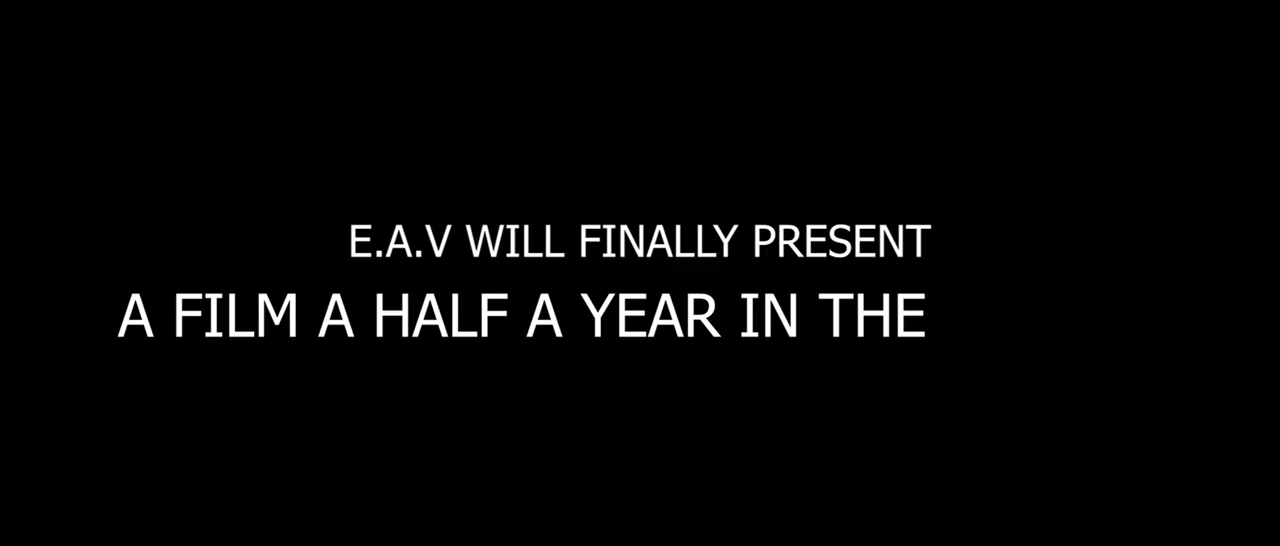 E.A.V WILL FINALLY PRESENT
A FILM A HALF A YEAR IN THE